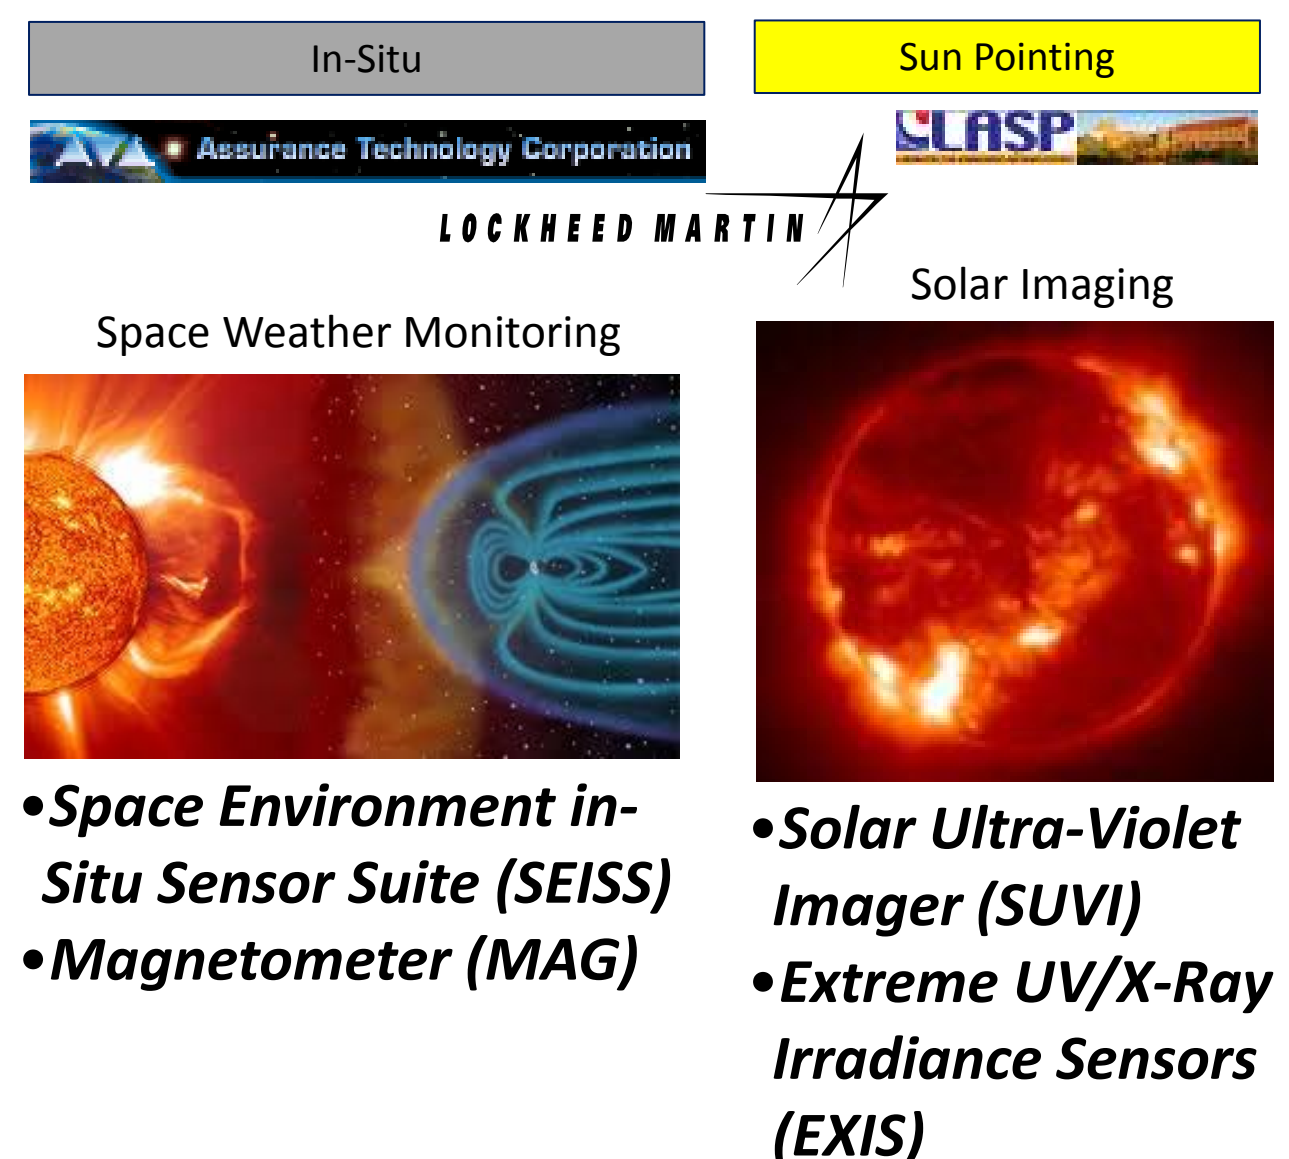 In-Situ
Sun Pointing
Assurance Technology Corporation
LASP
LOCKHEED MARTIN
Solar Imaging
Space Weather Monitoring
•Space Environment in-
Situ Sensor Suite (SEISS)
•Magnetometer (MAG)
•Solar Ultra-Violet
Imager (SUVI)
•Extreme UV/X-Ray
Irradiance Sensors
(EXIS)